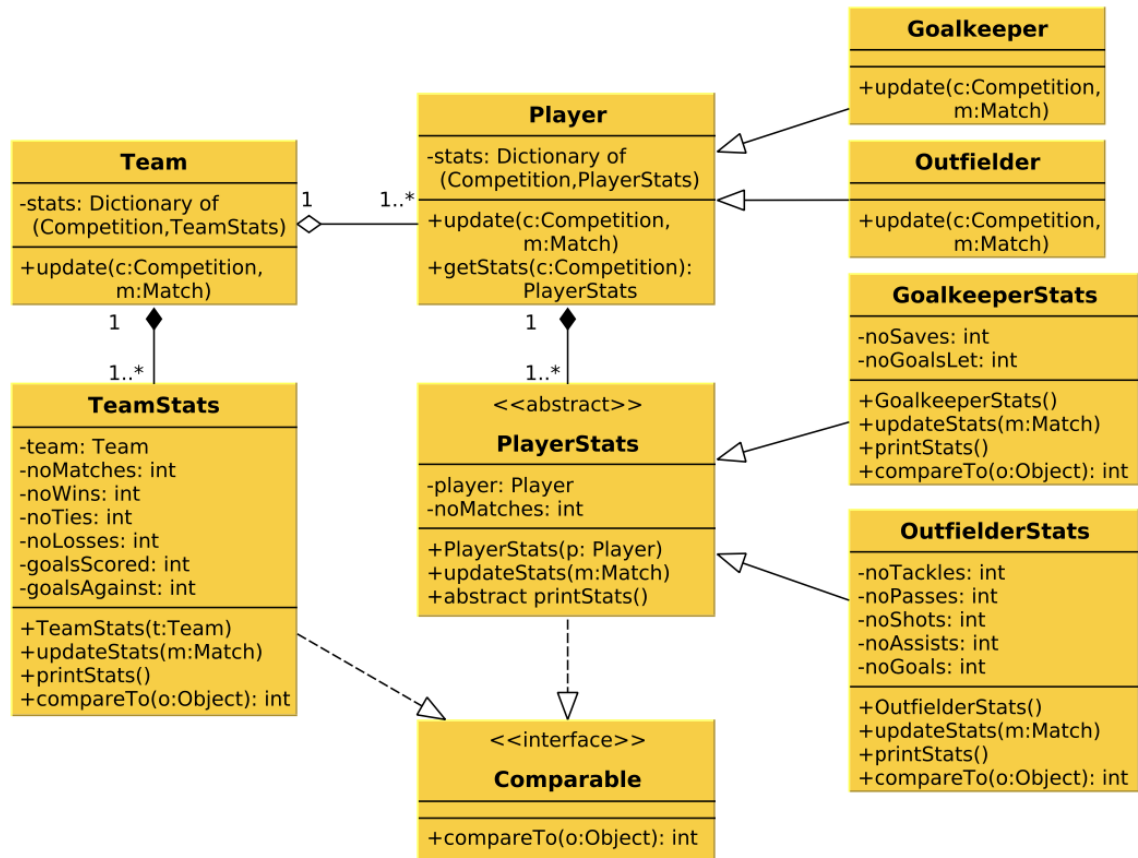 Team
-stats: Dictionary of
(Competition,TeamStats)
+update(c:Competition,
m:Match)
1
1..*
Player
-stats: Dictionary of
(Competition,PlayerStats)
+update(c:Competition,
m:Match)
+getStats(c:Competition):
PlayerStats
Goalkeeper
+update(c:Competition,
m:Match)
Outfielder
+update(c:Competition,
m:Match)
1
1..*
TeamStats
-team: Team
-noMatches: int
-noWins: int
-noTies: int
-noLosses: int
-goalsScored: int
-goalsAgainst: int
+TeamStats(t:Team)
+updateStats(m:Match)
+printStats()
+compareTo(o:Object): int
1
1..*
<<abstract>>
PlayerStats
-player: Player
-noMatches: int
+PlayerStats(p: Player)
+updateStats(m:Match)
+abstract printStats()
GoalkeeperStats
-noSaves: int
-noGoalsLet: int
+GoalkeeperStats()
+updateStats(m:Match)
+printStats()
+compareTo(o:Object): int
OutfielderStats
-noTackles: int
-noPasses: int
-noShots: int
-noAssists: int
-noGoals: int
+OutfielderStats()
+updateStats(m:Match)
+printStats()
+compareTo(o:Object): int
<<interface>>
Comparable
+compareTo(o:Object): int